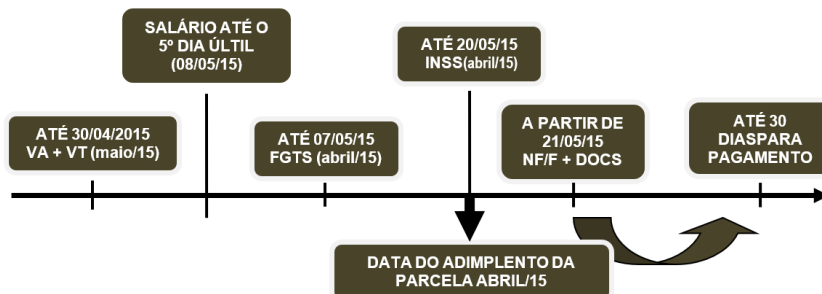 SALÁRIO ATÉ O
5º DIA ÚLTIL
(08/05/15)
ATÉ 20/05/15
INSS(abril/15)
ATÉ 30/04/2015
VA + VT (maio/15)
ATÉ 07/05/15
FGTS (abril/15)
A PARTIR DE
21/05/15
NF/F + DOCS
ATÉ 30
DIASPARA
PAGAMENTO
DATA DO ADIMPLENTO DA
PARCELA ABRIL/15